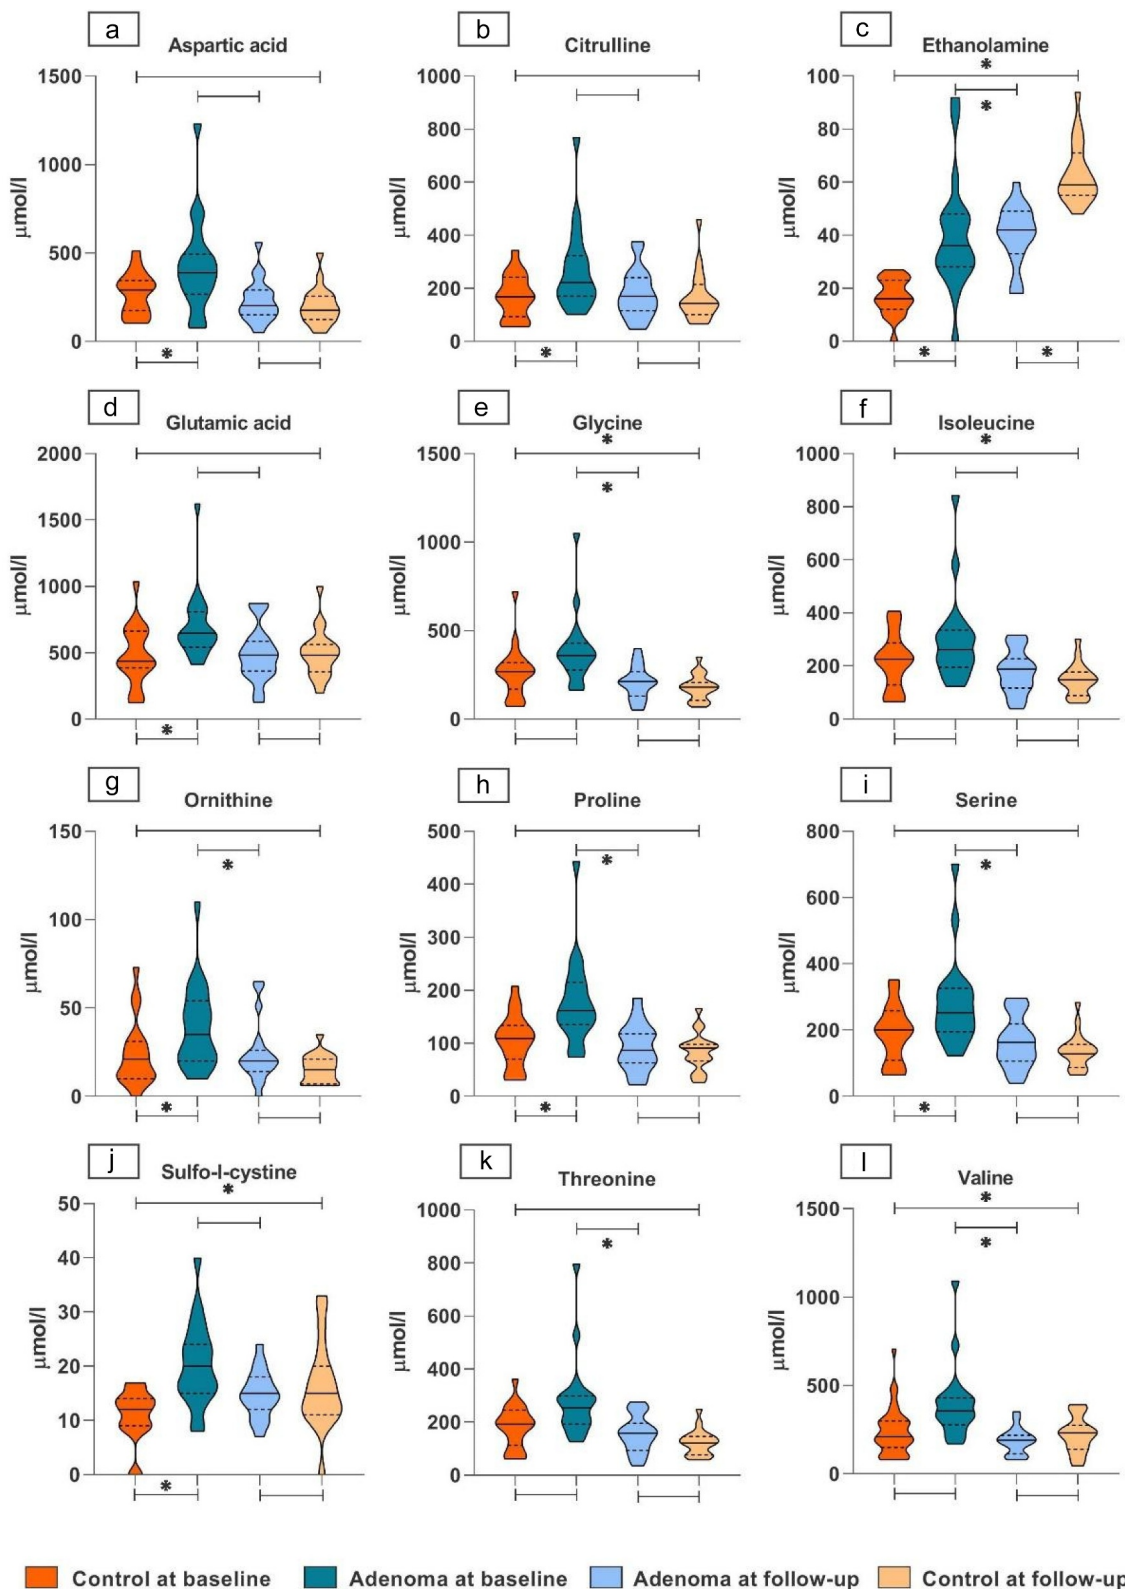 a b c
Aspartic acid Citrulline Ethanolamine
* *
1500 1000 500 0 µmol/l *
1000 800 600 400 200 0 µmol/l *
100 80 60 40 20 0 µmol/l * *
d e f
Glutamic acid Glycine Isoleucine
* *
2000 1500 1000 500 0 µmol/l *
1500 1000 500 0 µmol/l *
1000 800 600 400 200 0 µmol/l
g h i
Ornithine Proline Serine
* * *
150 100 50 0 µmol/l *
500 400 300 200 100 0 µmol/l *
800 600 400 200 0 µmol/l *
j k l
Sulfo-l-cystine Threonine Valine
* * * *
50 40 30 20 10 0 µmol/l *
1000 800 600 400 200 0 µmol/l
1500 1000 500 0 µmol/l
Control at baseline Adenoma at baseline Adenoma at follow-up Control at follow-up